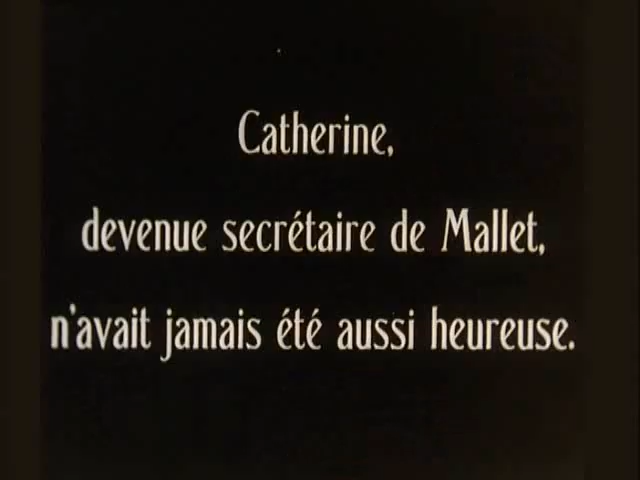 Catherine,
devenue secrétaire de Mallet,
n'avait jamais été aussi heureuse.